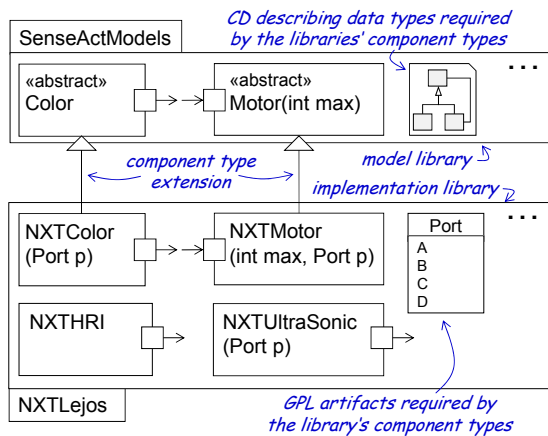 CD describing data types required
by the libraries' component types
SenseActModels
...
«abstract»
Color
«abstract»
Motor(int max)
model library
component type
extension
implementation library
...
NXTColor
(Port p)
NXTMotor
(int max, Port p)
Port
A
B
C
D
NXTHRI
NXTUltraSonic
(Port p)
NXTLejos
GPL artifacts required by
the library's component types